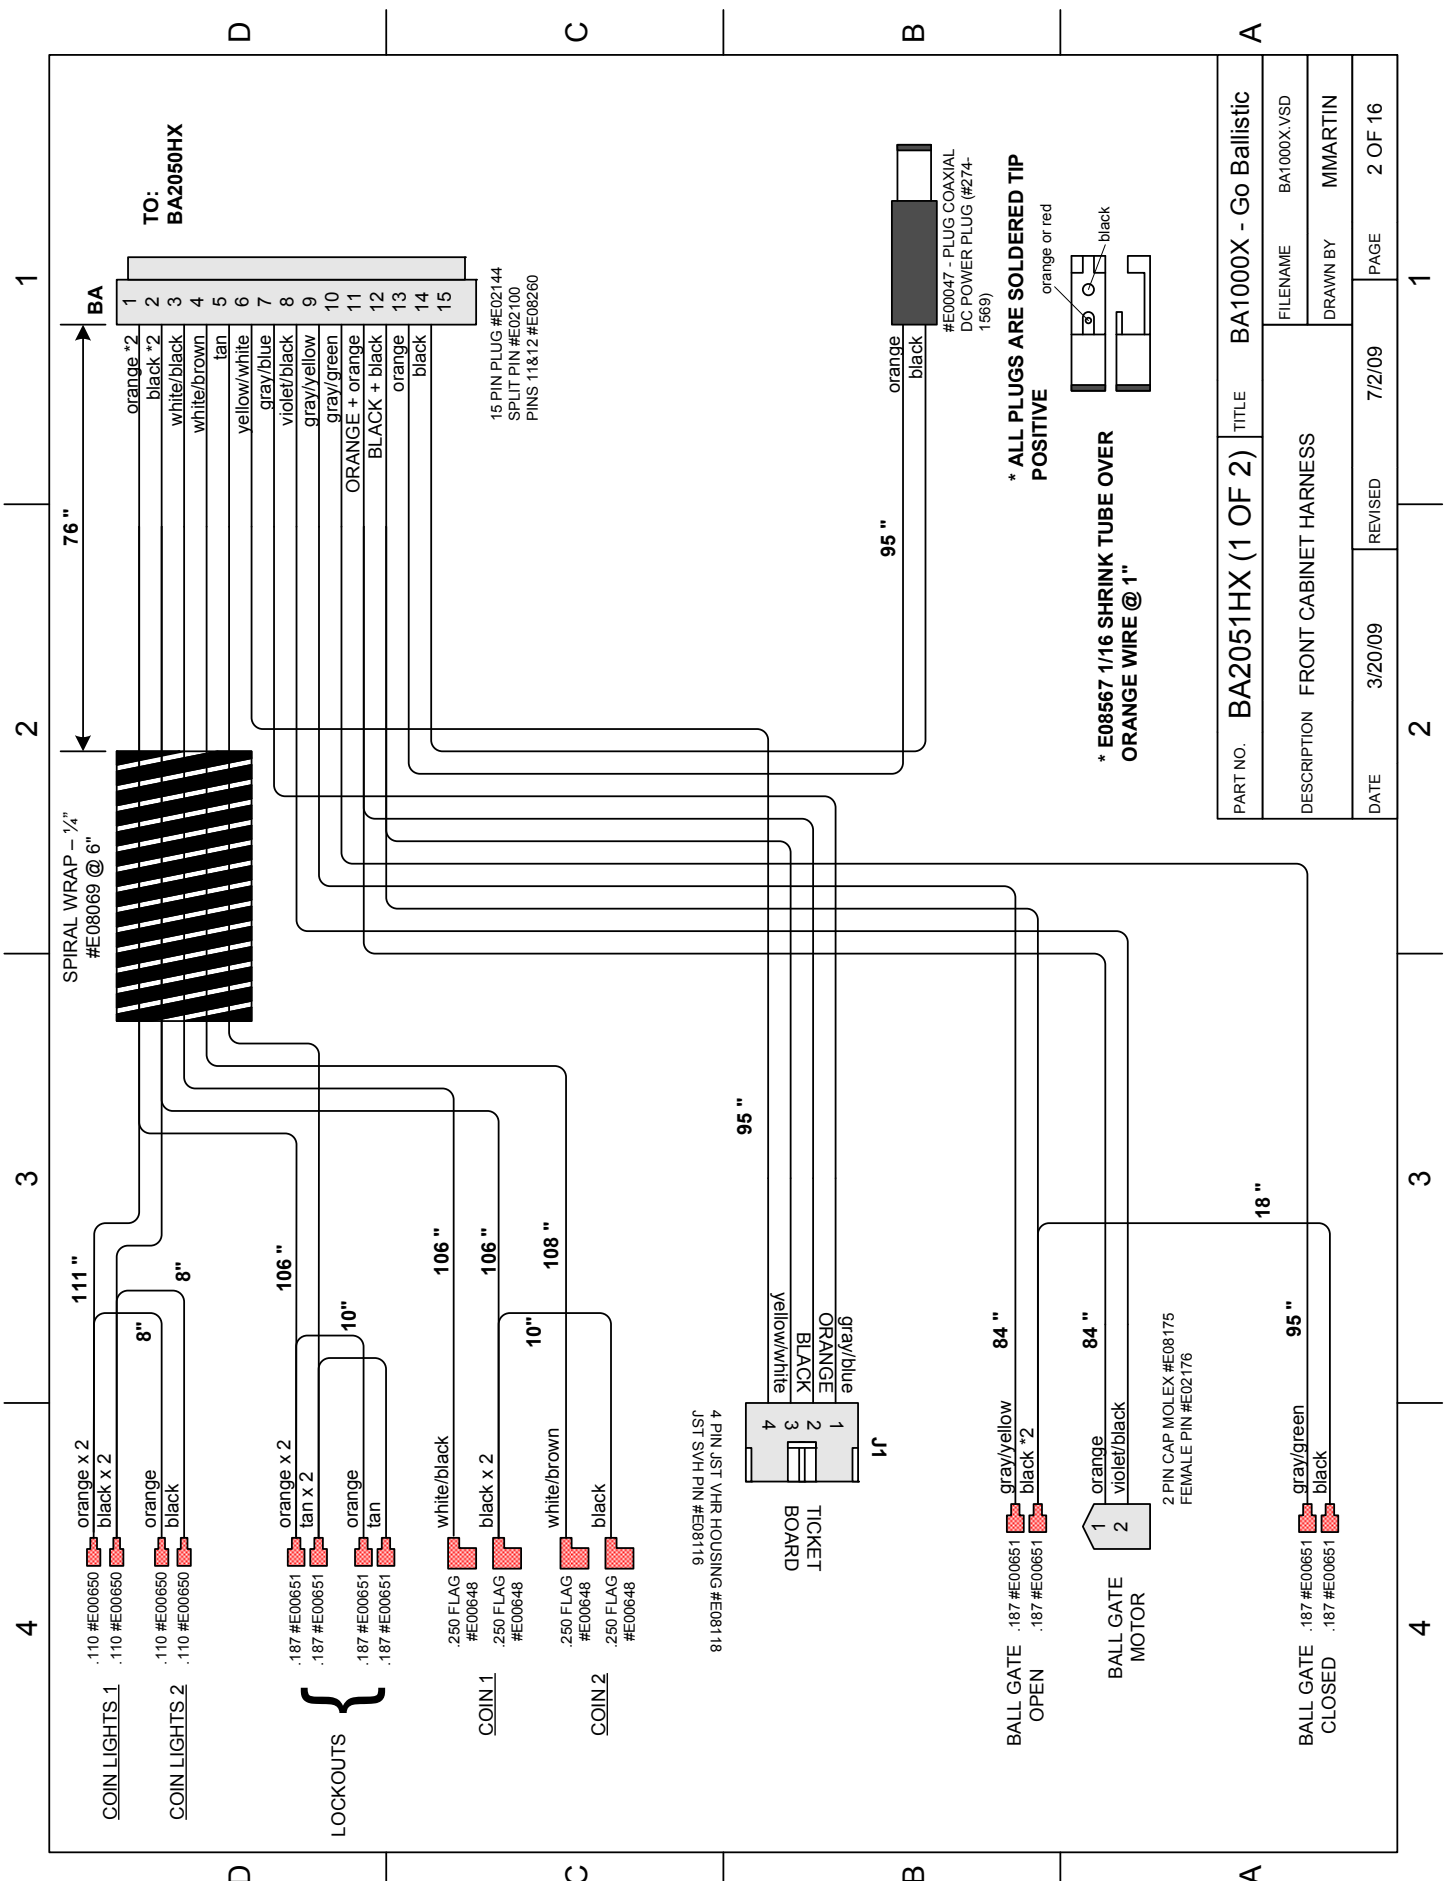 4
3
2
1
D
C
B
A
D
C
B
A
4
3
2
1
COIN LIGHTS 1
COIN LIGHTS 2
.110 #E00650
.110 #E00650
.110 #E00650
.110 #E00650
orange x 2
black x 2
orange
black
111 "
8"
8"
LOCKOUTS
.187 #E00651
.187 #E00651
.187 #E00651
.187 #E00651
orange x 2
tan x 2
orange
tan
106 "
10"
COIN 1
.250 FLAG
#E00648
.250 FLAG
#E00648
white/black
black x 2
106 "
106 "
COIN 2
.250 FLAG
#E00648
.250 FLAG
#E00648
white/brown
black
108 "
10"
SPIRAL WRAP – ¼"
#E08069 @ 6"
76 "
BA
TO:
BA2050HX
1
2
3
4
5
6
7
8
9
10
11
12
13
14
15
orange *2
black *2
white/black
white/brown
tan
yellow/white
gray/blue
violet/black
gray/yellow
gray/green
ORANGE + orange
BLACK + black
orange
black
15 PIN PLUG #E02144
SPLIT PIN #E02100
PINS 11&12 #E08260
4 PIN JST VHR HOUSING #E08118
JST SVH PIN #E08116
TICKET
BOARD
J1
4
3
2
1
yellow/white
BLACK
ORANGE
gray/blue
95 "
95 "
orange
black
#E00047 - PLUG COAXIAL
DC POWER PLUG (#274-
1569)
* ALL PLUGS ARE SOLDERED TIP
POSITIVE
orange or red
black
* E08567 1/16 SHRINK TUBE OVER
ORANGE WIRE @ 1"
BALL GATE
OPEN
.187 #E00651
.187 #E00651
gray/yellow
black *2
84 "
BALL GATE
MOTOR
1
2
orange
violet/black
84 "
2 PIN CAP MOLEX #E08175
FEMALE PIN #E02176
18 "
BALL GATE
CLOSED
.187 #E00651
.187 #E00651
gray/green
black
95 "
PART NO. BA2051HX (1 OF 2)
TITLE BA1000X - Go Ballistic
DESCRIPTION FRONT CABINET HARNESS
FILENAME BA1000X.VSD
DRAWN BY MMARTIN
DATE 3/20/09
REVISED 7/2/09
PAGE 2 OF 16